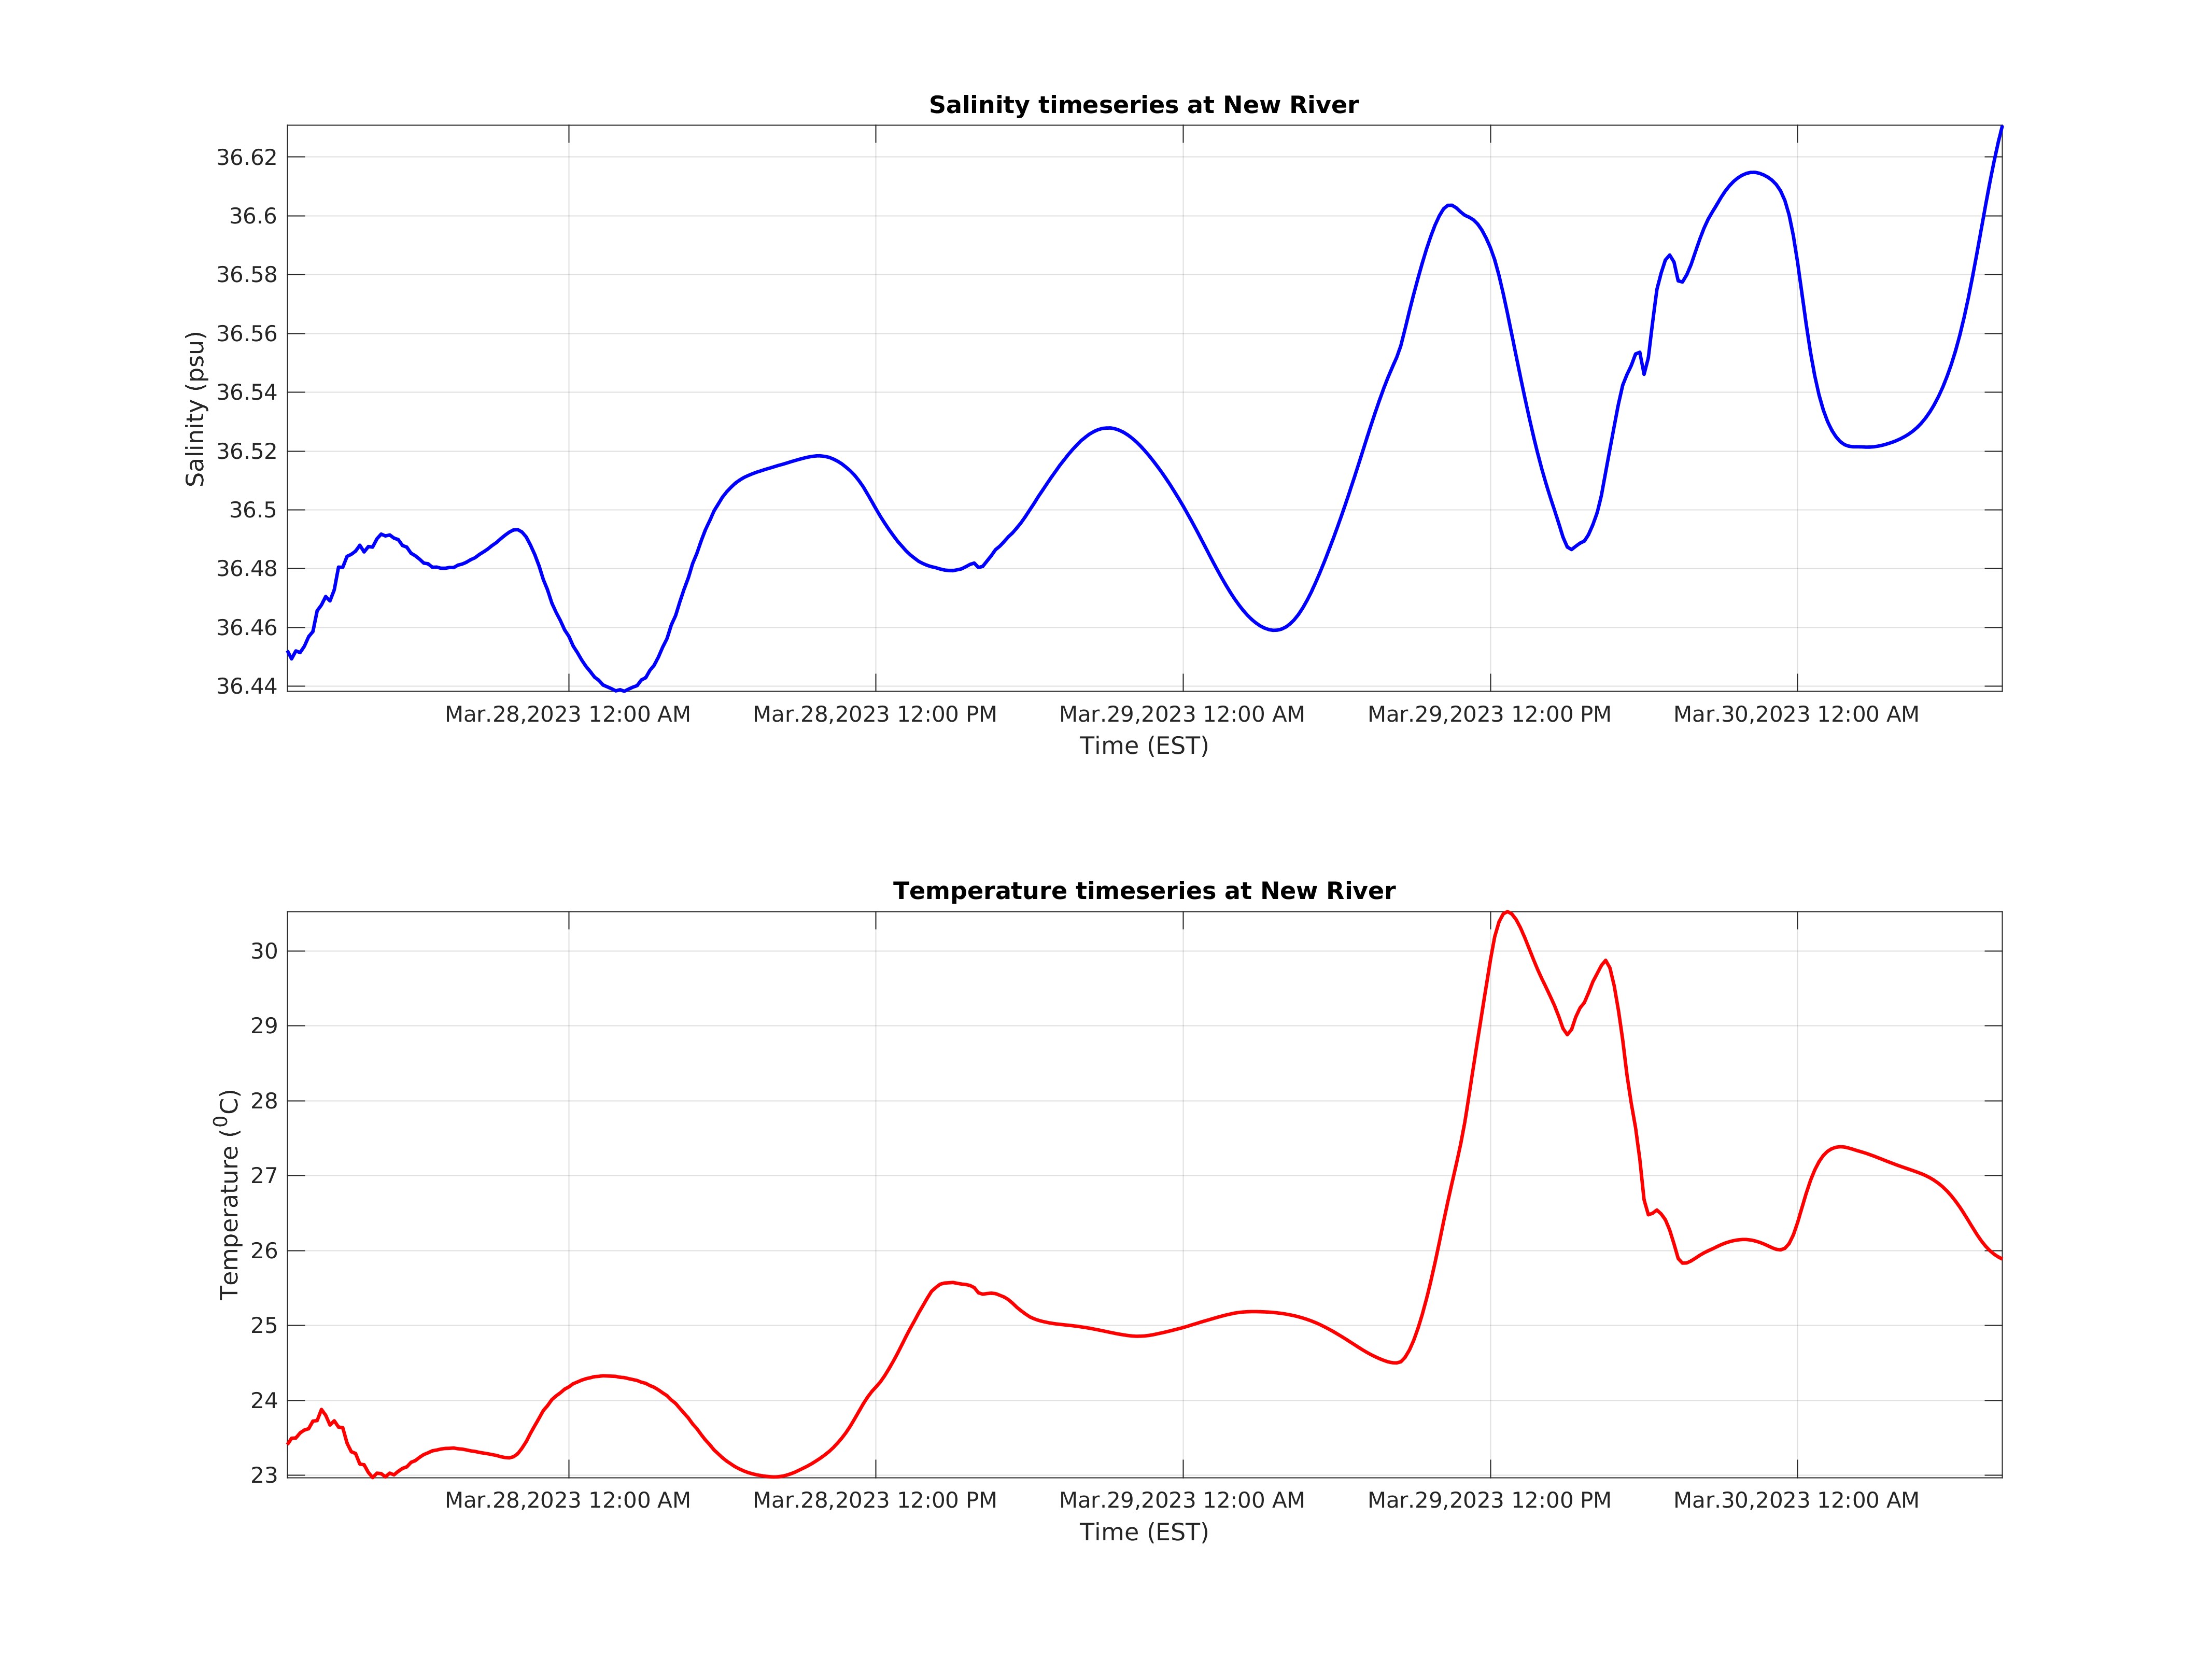 Salinity timeseries at New River
Salinity (psu)
36.62
36.6
36.58
36.56
36.54
36.52
36.5
36.48
36.46
36.44
Mar.28,2023 12:00 AM Mar.28,2023 12:00 PM Mar.29,2023 12:00 AM Mar.29,2023 12:00 PM Mar.30,2023 12:00 AM
Time (EST)
Temperature timeseries at New River
Temperature (⁰C)
30
29
28
27
26
25
24
23
Mar.28,2023 12:00 AM Mar.28,2023 12:00 PM Mar.29,2023 12:00 AM Mar.29,2023 12:00 PM Mar.30,2023 12:00 AM
Time (EST)